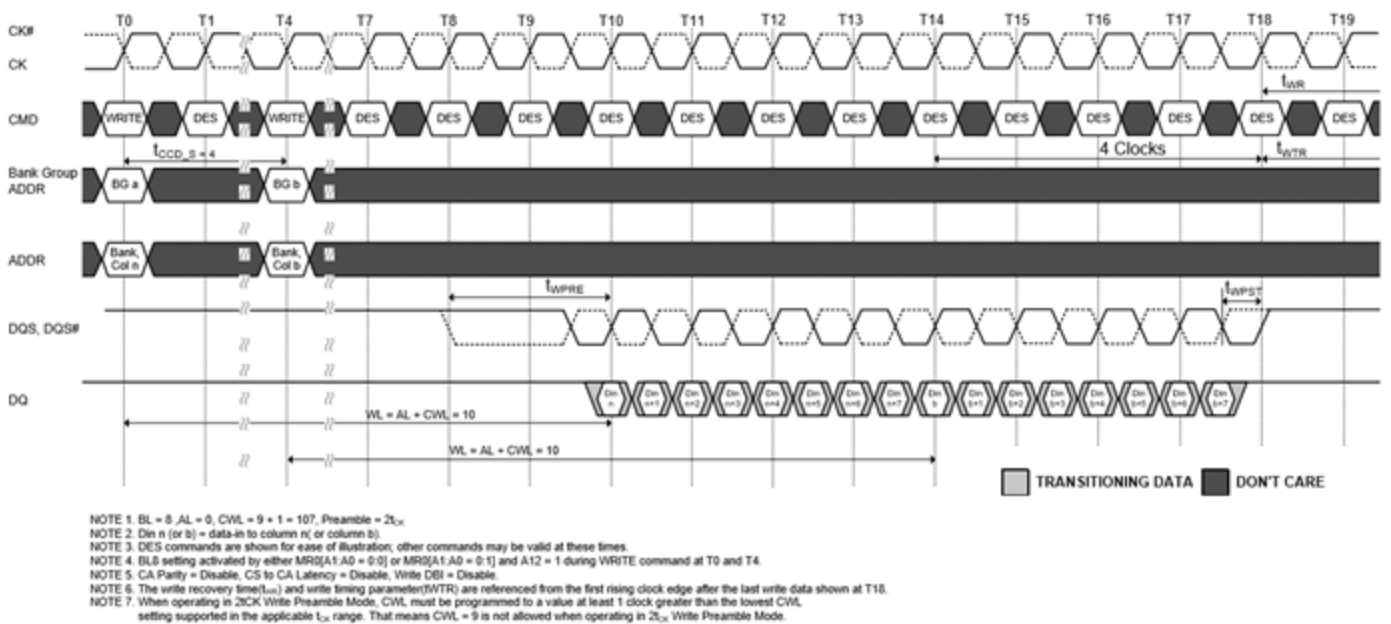 T0 T1 T4 T7 T8 T9 T10 T11 T12 T13 T14 T15 T16 T17 T18 T19
CK#
CK
tWR
CMD WRITE DES WRITE DES DES DES DES DES DES DES DES DES DES DES DES DES
tCCD_S = 4 4 Clocks tWTR
Bank Group
ADDR BG a BG b
ADDR Bank, Col n Bank, Col b
tWPRE tWPST
DQS, DQS#
DQ Din n Din n+1 Din n+2 Din n+3 Din n+4 Din n+5 Din n+6 Din n+7 Din b Din b+1 Din b+2 Din b+3 Din b+4 Din b+5 Din b+6 Din b+7
WL = AL + CWL = 10
WL = AL + CWL = 10
TRANSITIONING DATA DON'T CARE
NOTE 1. BL = 8 ,AL = 0, CWL = 9 + 1 = 107, Preamble = 2tCK
NOTE 2. Din n (or b) = data-in to column n( or column b).
NOTE 3. DES commands are shown for ease of illustration; other commands may be valid at these times.
NOTE 4. BL8 setting activated by either MR0[A1:A0 = 0:0] or MR0[A1:A0 = 0:1] and A12 = 1 during WRITE command at T0 and T4.
NOTE 5. CA Parity = Disable, CS to CA Latency = Disable, Write DBI = Disable.
NOTE 6. The write recovery time(tWR) and write timing parameter(tWTR) are referenced from the first rising clock edge after the last write data shown at T18.
NOTE 7. When operating in 2tCK Write Preamble Mode, CWL must be programmed to a value at least 1 clock greater than the lowest CWL
setting supported in the applicable tCK range. That means CWL = 9 is not allowed when operating in 2tCK Write Preamble Mode.